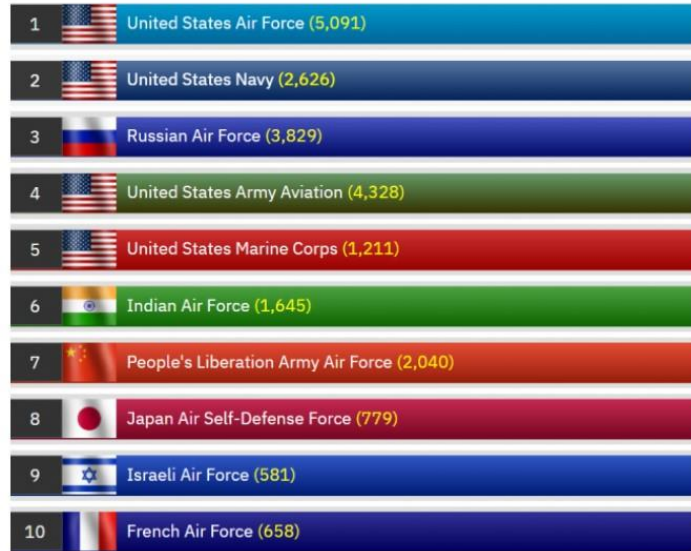 1 United States Air Force (5,091)
2 United States Navy (2,626)
3 Russian Air Force (3,829)
4 United States Army Aviation (4,328)
5 United States Marine Corps (1,211)
6 Indian Air Force (1,645)
7 People's Liberation Army Air Force (2,040)
8 Japan Air Self-Defense Force (779)
9 Israeli Air Force (581)
10 French Air Force (658)